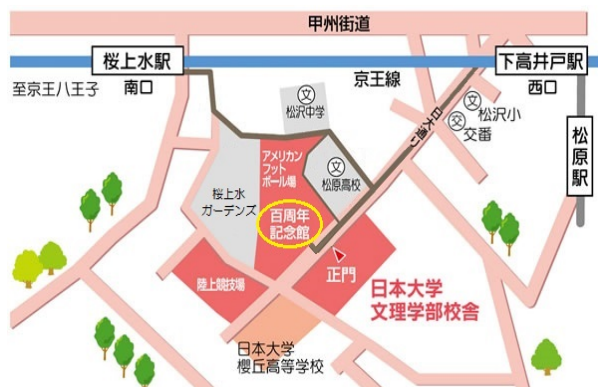 甲州街道
桜上水駅
南口
至京王八王子
京王線
下高井戸駅
西口
文
松沢中学
日大通り
文
松沢小
交
交番
松原駅
アメリカン
フット
ボール場
文
松原高校
桜上水
ガーデンズ
百周年
記念館
正門
陸上競技場
日本大学
文理学部校舎
日本大学
櫻丘高等学校